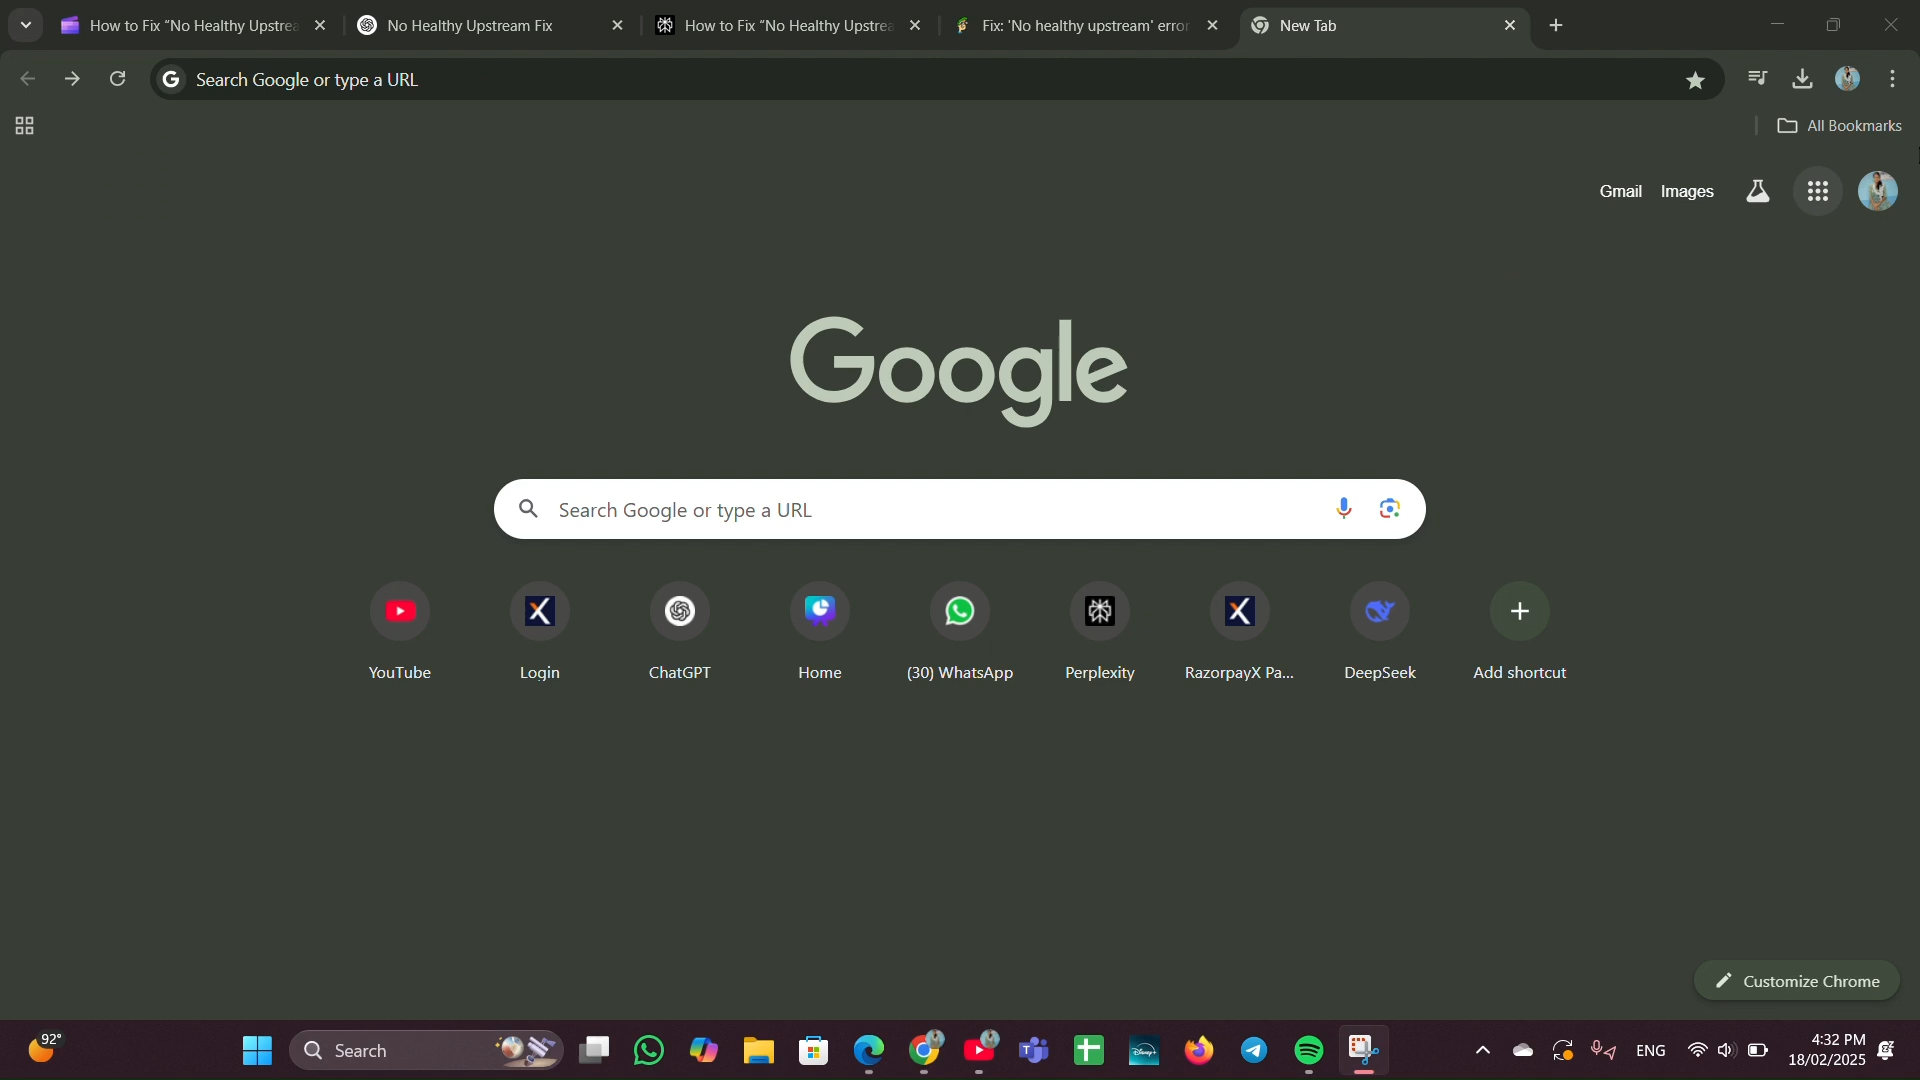 How to Fix “No Healthy Upstrea
No Healthy Upstream Fix
How to Fix “No Healthy Upstrea
Fix: 'No healthy upstream' error
New Tab
Search Google or type a URL
All Bookmarks
Gmail Images
Google
Search Google or type a URL
YouTube
Login
ChatGPT
Home
(30) WhatsApp
Perplexity
RazorpayX Pa...
DeepSeek
Add shortcut
Customize Chrome
92°
Search
ENG
4:32 PM
18/02/2025